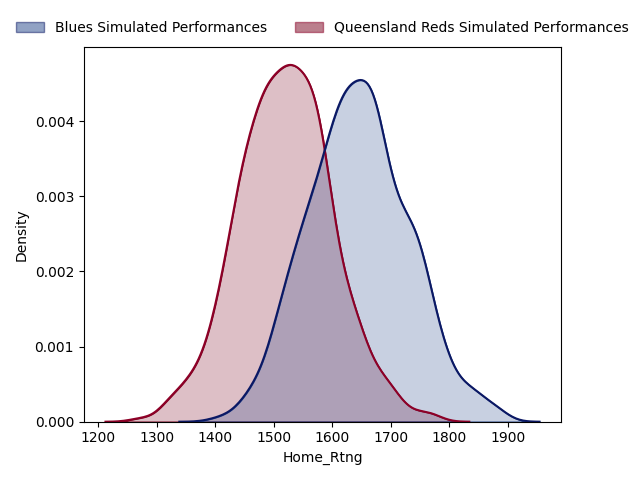 Blues Simulated Performances
Queensland Reds Simulated Performances
Density
0.004
0.003
0.002
0.001
0.000
1200 1300 1400 1500 1600 1700 1800 1900
Home_Rtng